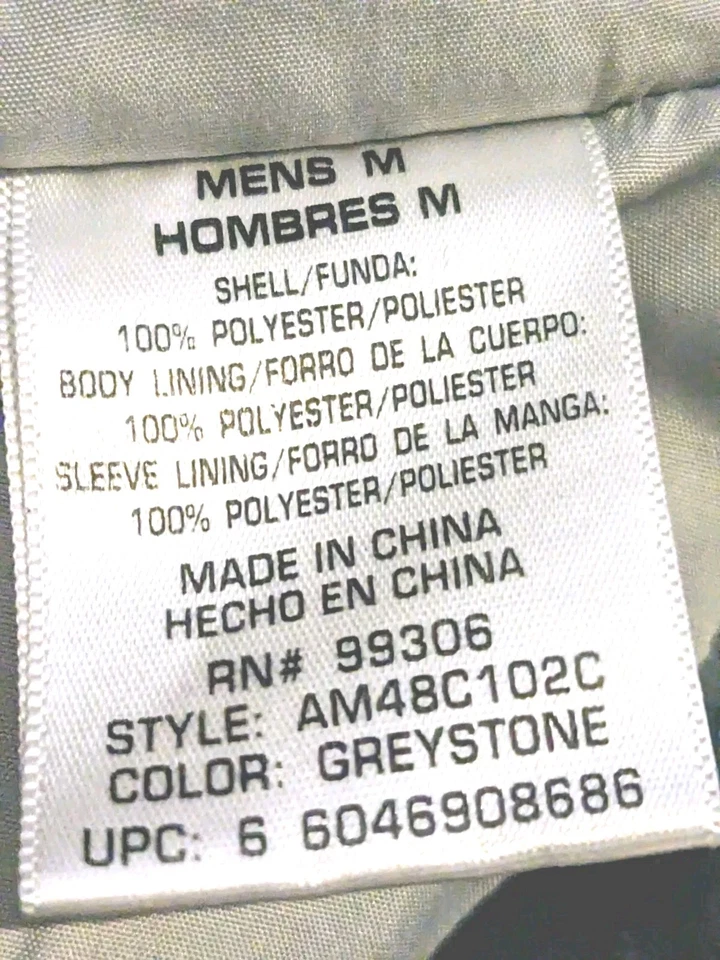 MENS M
HOMBRES M
SHELL/FUNDA:
100% POLYESTER/POLIESTER
BODY LINING/FORRO DE LA CUERPO:
100% POLYESTER/POLIESTER
SLEEVE LINING/FORRO DE LA MANGA:
100% POLYESTER/POLIESTER
MADE IN CHINA
HECHO EN CHINA
RN# 99306
STYLE: AM48C102C
COLOR: GREYSTONE
UPC: 6 6046908686